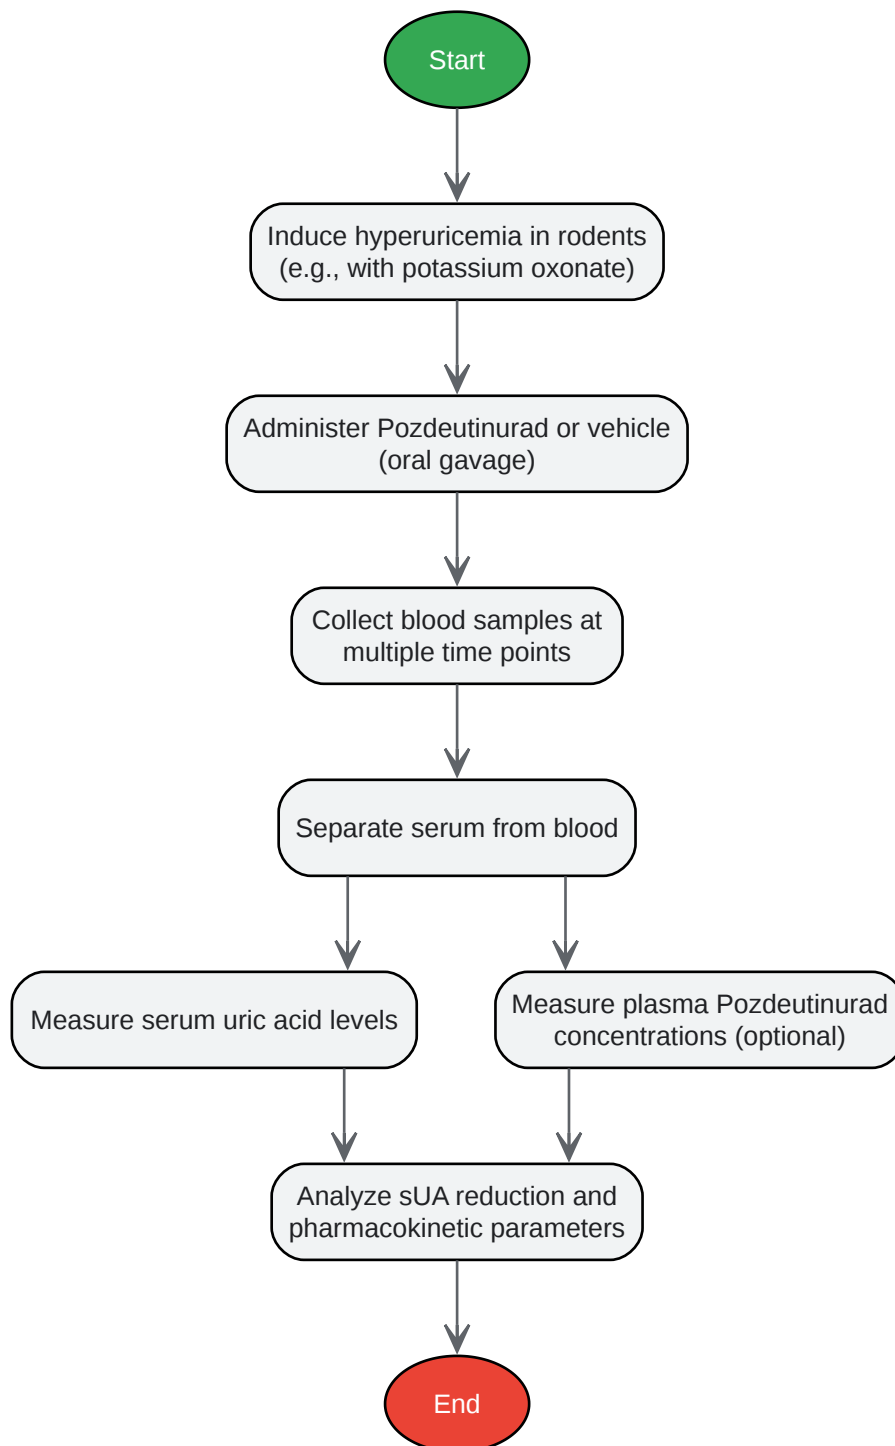 Start
Induce hyperuricemia in rodents
(e.g., with potassium oxonate)
Administer Pozdeutinurad or vehicle
(oral gavage)
Collect blood samples at
multiple time points
Separate serum from blood
Measure serum uric acid levels
Measure plasma Pozdeutinurad
concentrations (optional)
Analyze sUA reduction and
pharmacokinetic parameters
End